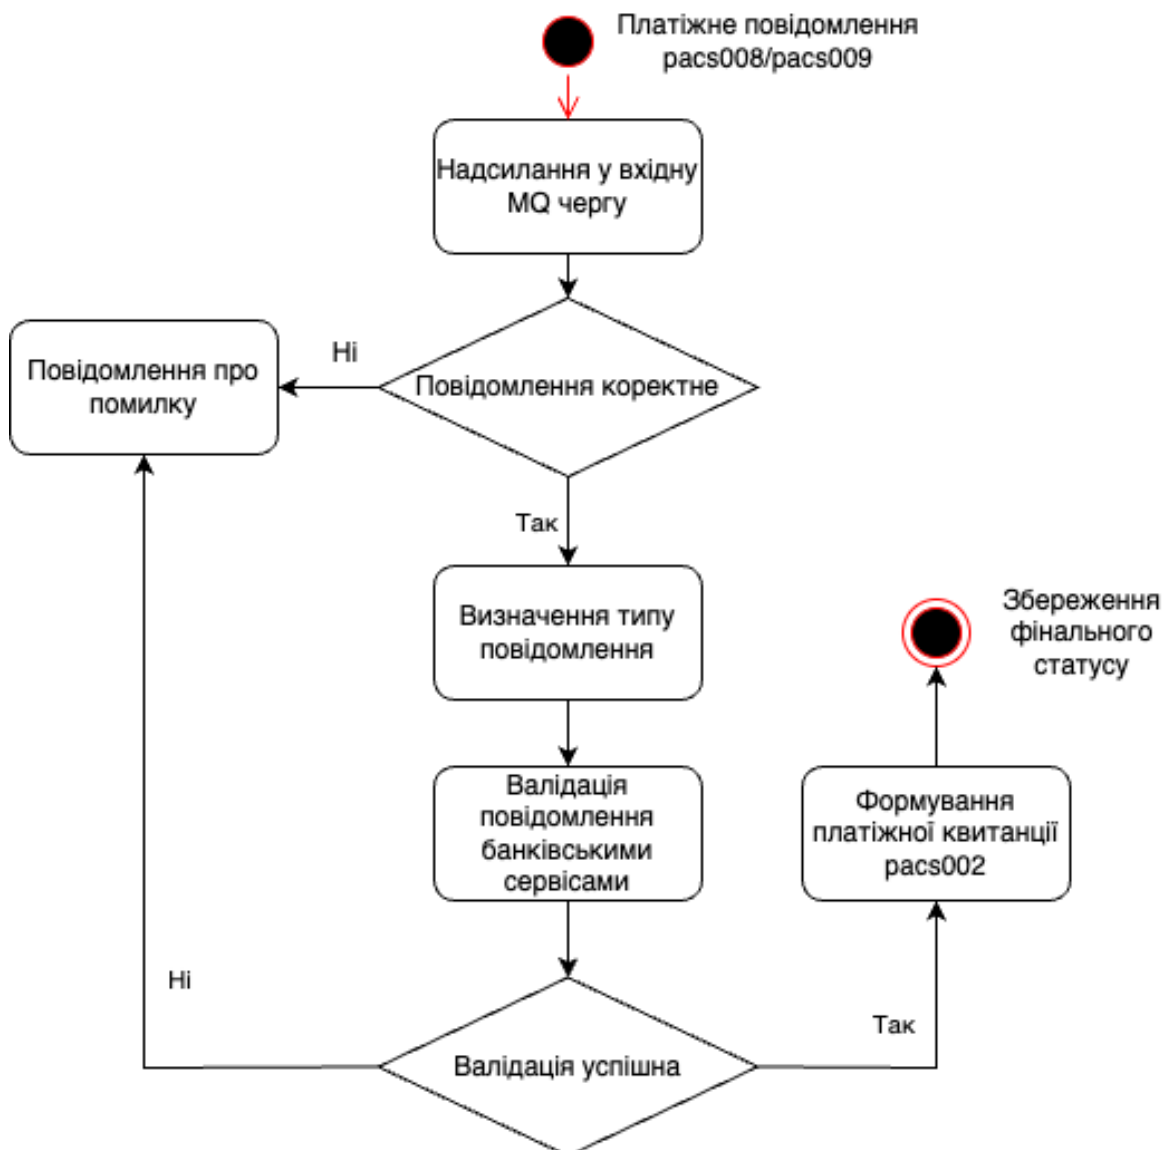 Платіжне повідомлення
pacs008/pacs009
Надсилання у вхідну
MQ чергу
Ні
Повідомлення про
помилку
Повідомлення коректне
Так
Визначення типу
повідомлення
Збереження
фінального
статусу
Валідація
повідомлення
банківськими
сервісами
Формування
платіжної квитанції
pacs002
Ні
Так
Валідація успішна